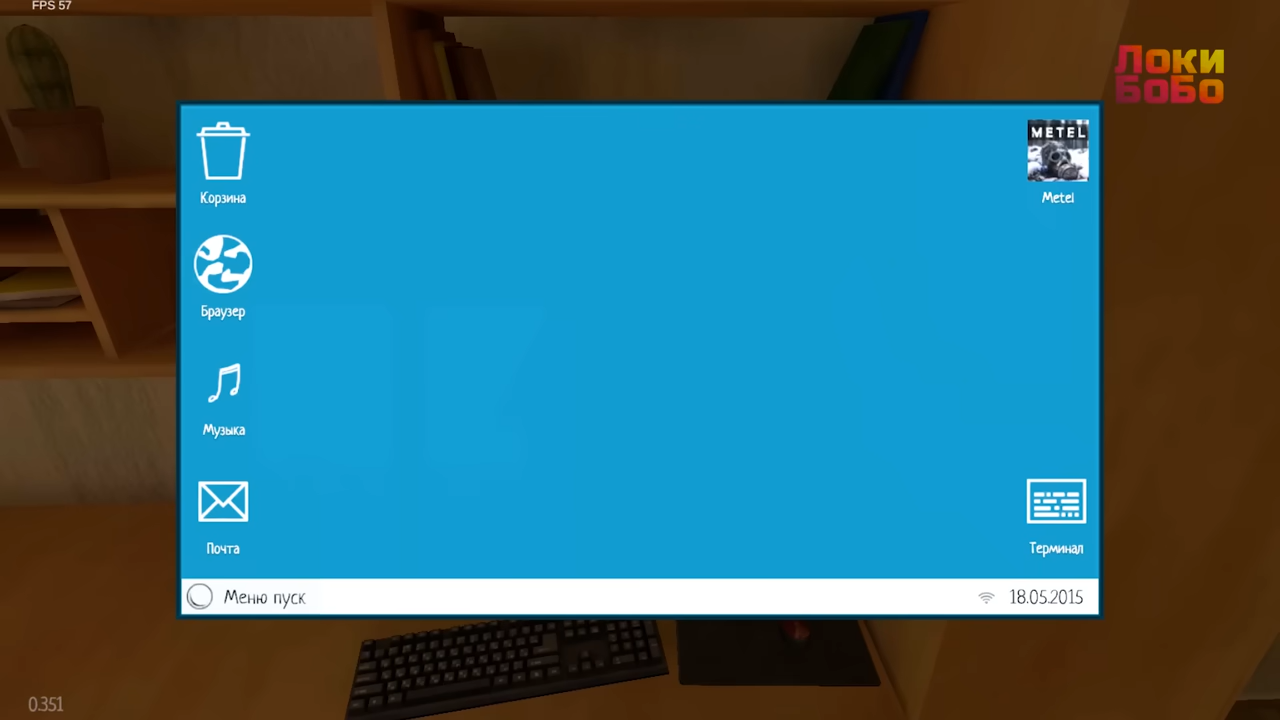 FPS 57
Локи
БоБо
METEL
Корзина
Metel
Браузер
Музыка
Почта
Терминал
Меню пуск
18.05.2015
0.351